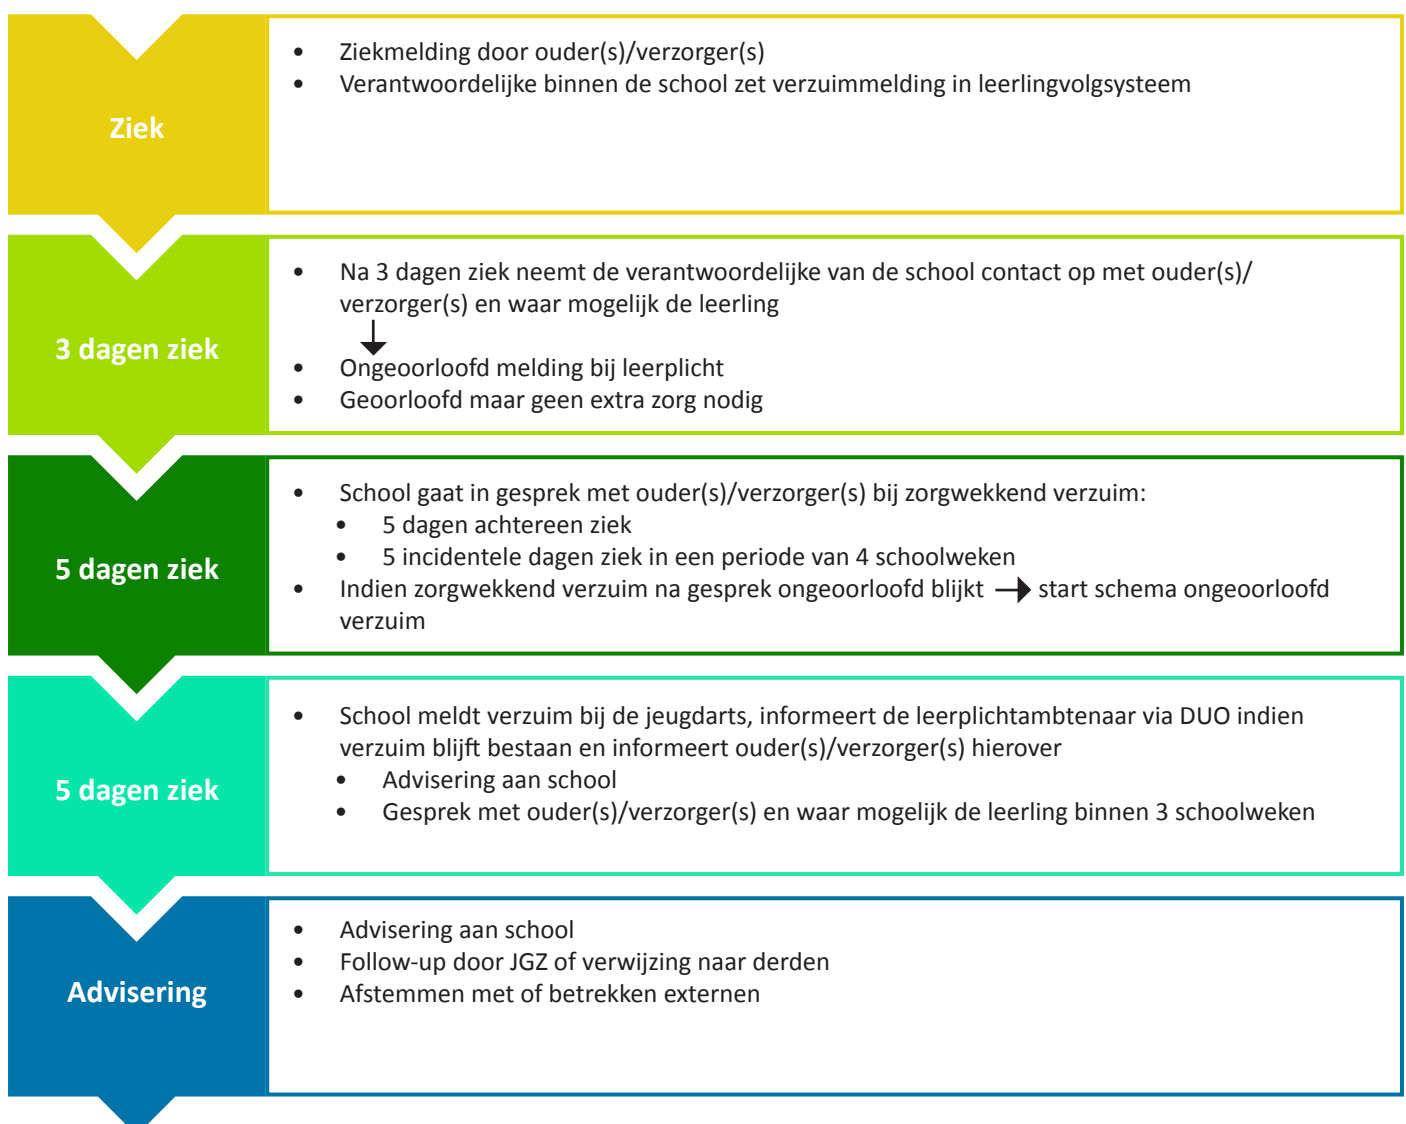 Ziek
• Ziekmelding door ouder(s)/verzorger(s)
• Verantwoordelijke binnen de school zet verzuimmelding in leerlingvolgsysteem
3 dagen ziek
• Na 3 dagen ziek neemt de verantwoordelijke van de school contact op met ouder(s)/
verzorger(s) en waar mogelijk de leerling
• Ongeoorloofd melding bij leerplicht
• Geoorloofd maar geen extra zorg nodig
5 dagen ziek
• School gaat in gesprek met ouder(s)/verzorger(s) bij zorgwekkend verzuim:
• 5 dagen achtereen ziek
• 5 incidentele dagen ziek in een periode van 4 schoolweken
• Indien zorgwekkend verzuim na gesprek ongeoorloofd blijkt → start schema ongeoorloofd
verzuim
5 dagen ziek
• School meldt verzuim bij de jeugdarts, informeert de leerplichtambtenaar via DUO indien
verzuim blijft bestaan en informeert ouder(s)/verzorger(s) hierover
• Advisering aan school
• Gesprek met ouder(s)/verzorger(s) en waar mogelijk de leerling binnen 3 schoolweken
Advisering
• Advisering aan school
• Follow-up door JGZ of verwijzing naar derden
• Afstemmen met of betrekken externen